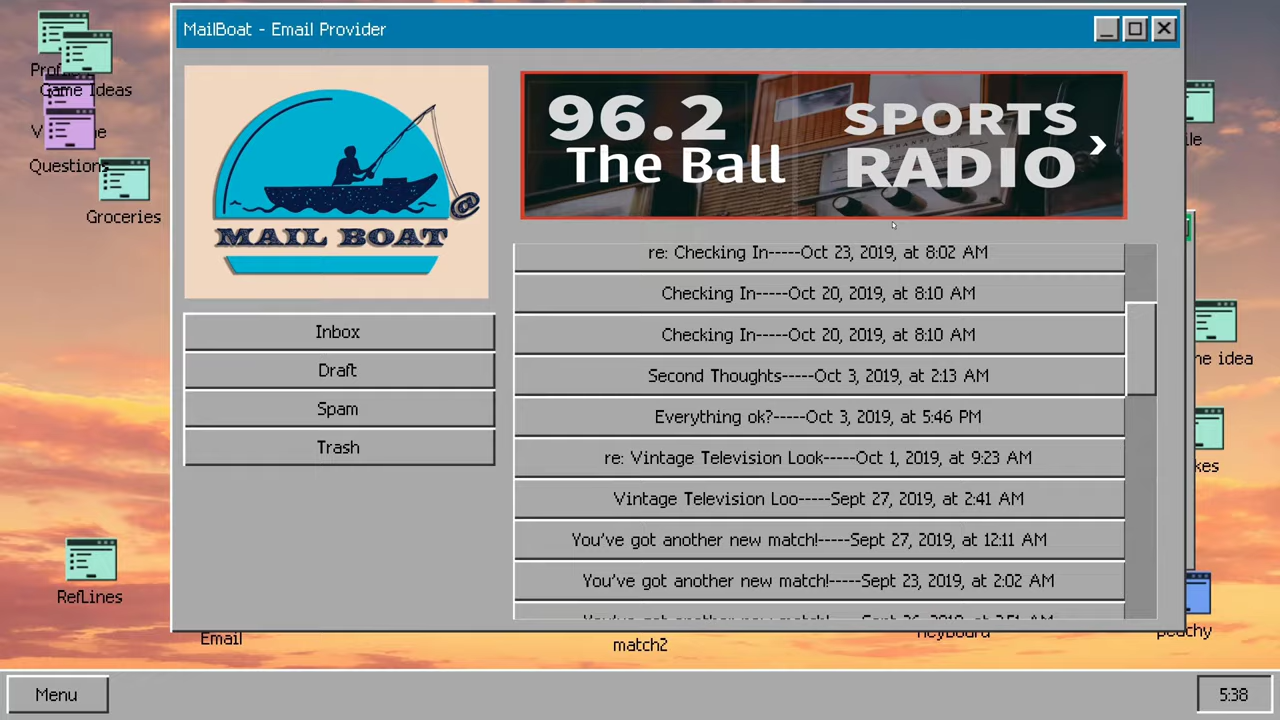 MailBoat - Email Provider
Game Ideas
Questions
Groceries
RefLines
Email
match2
96.2
The Ball
SPORTS
RADIO
@
MAIL BOAT
Inbox
Draft
Spam
Trash
re: Checking In-----Oct 23, 2019, at 8:02 AM
Checking In-----Oct 20, 2019, at 8:10 AM
Checking In-----Oct 20, 2019, at 8:10 AM
Second Thoughts-----Oct 3, 2019, at 2:13 AM
Everything ok?-----Oct 3, 2019, at 5:46 PM
re: Vintage Television Look-----Oct 1, 2019, at 9:23 AM
Vintage Television Loo-----Sept 27, 2019, at 2:41 AM
You've got another new match!-----Sept 27, 2019, at 12:11 AM
You've got another new match!-----Sept 23, 2019, at 2:02 AM
idea
peachy
Menu
5:38